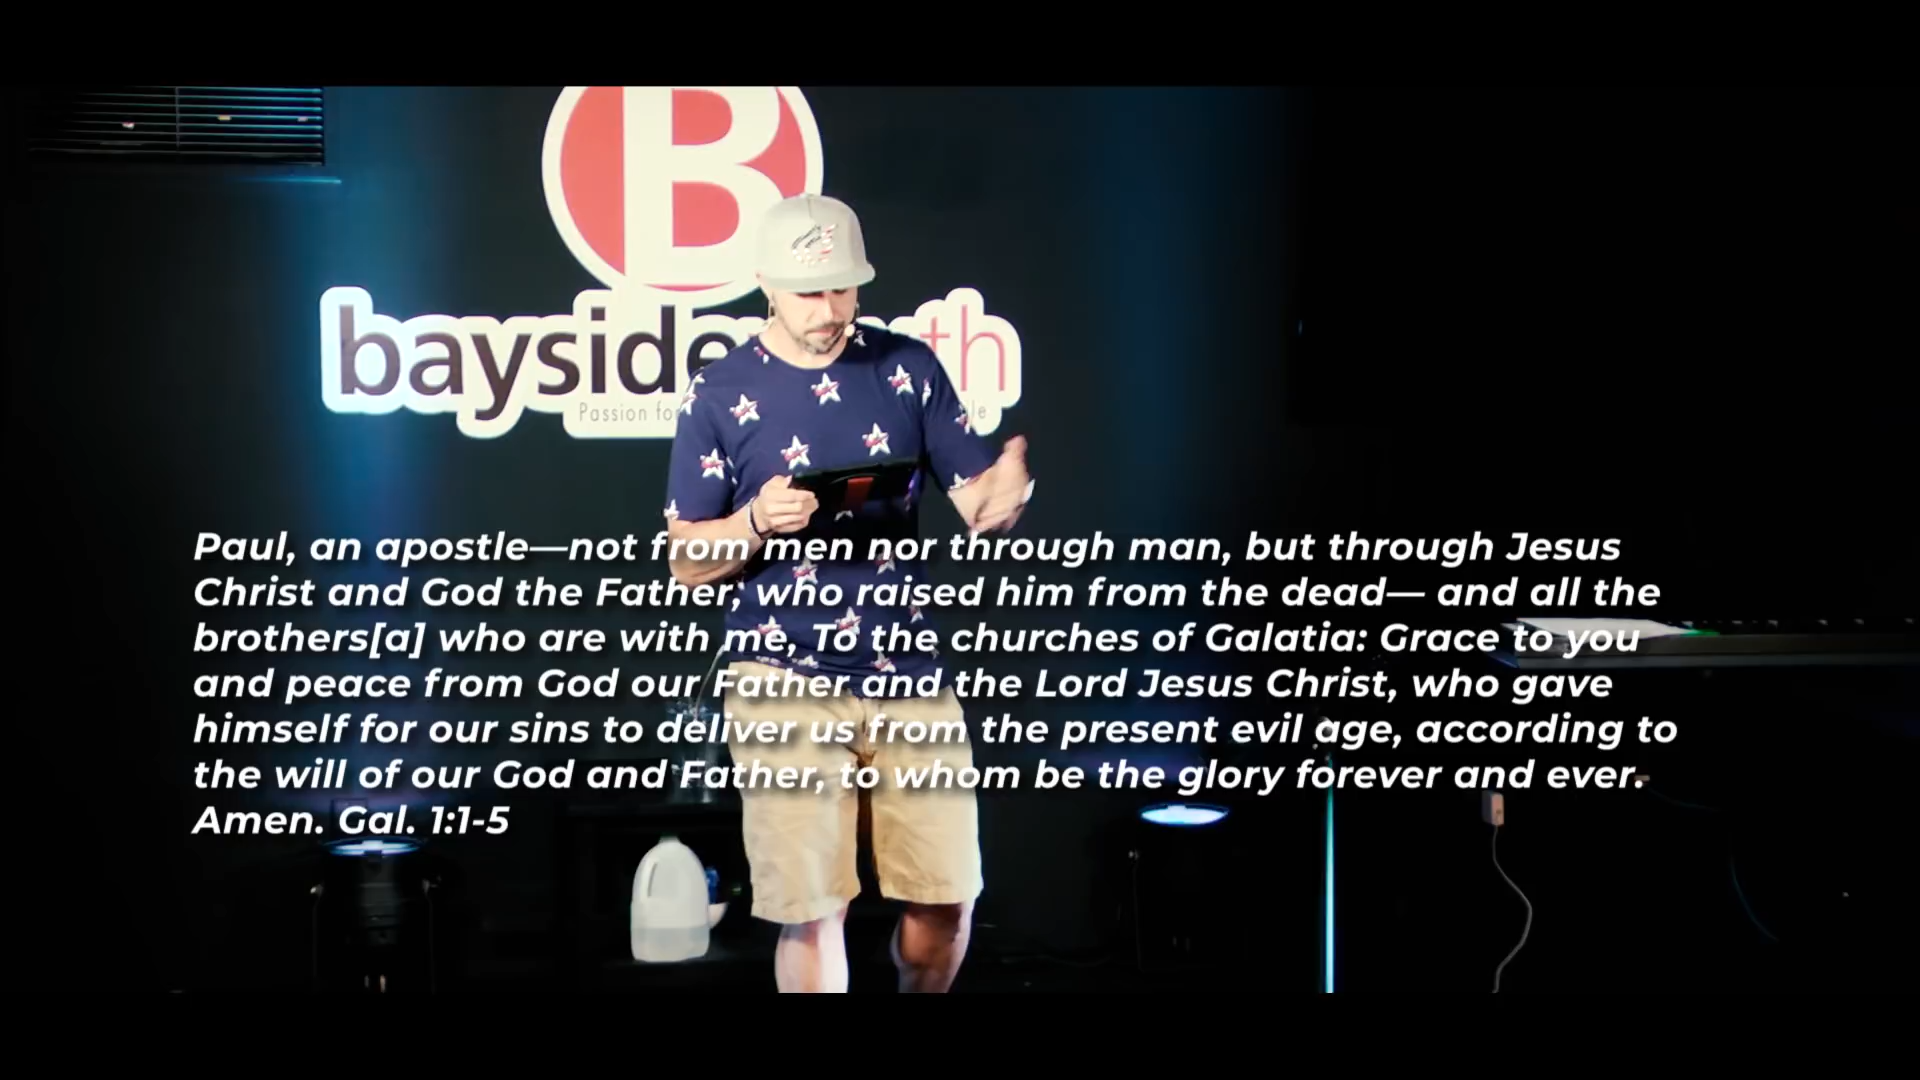 B
bayside th
Passion for
Paul, an apostle—not from men nor through man, but through Jesus
Christ and God the Father, who raised him from the dead— and all the
brothers[a] who are with me, To the churches of Galatia: Grace to you
and peace from God our Father and the Lord Jesus Christ, who gave
himself for our sins to deliver us from the present evil age, according to
the will of our God and Father, to whom be the glory forever and ever.
Amen. Gal. 1:1-5